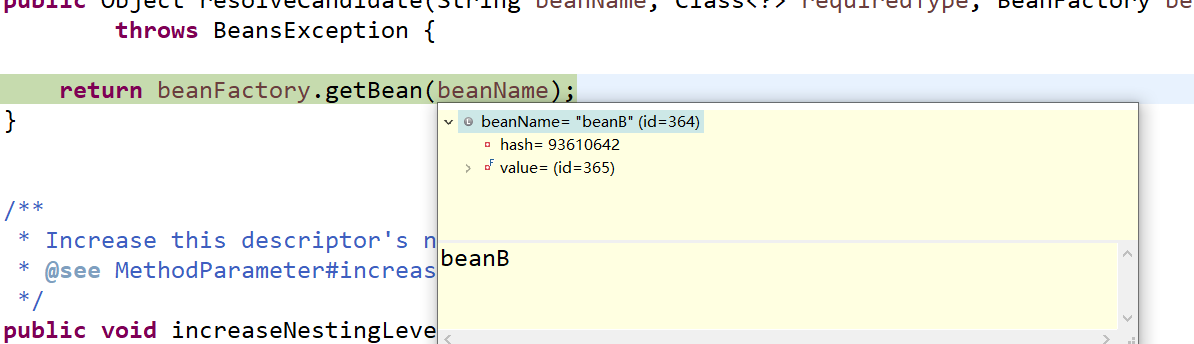 public Object resolveCandidate(String beanName, Class<?> requiredType, BeanFactory be
throws BeansException {
return beanFactory.getBean(beanName);
}
beanName= "beanB" (id=364)
hash= 93610642
value= (id=365)
beanB
/**
* Increase this descriptor's n
* @see MethodParameter#increas
*/
public void increaseNestingLeve